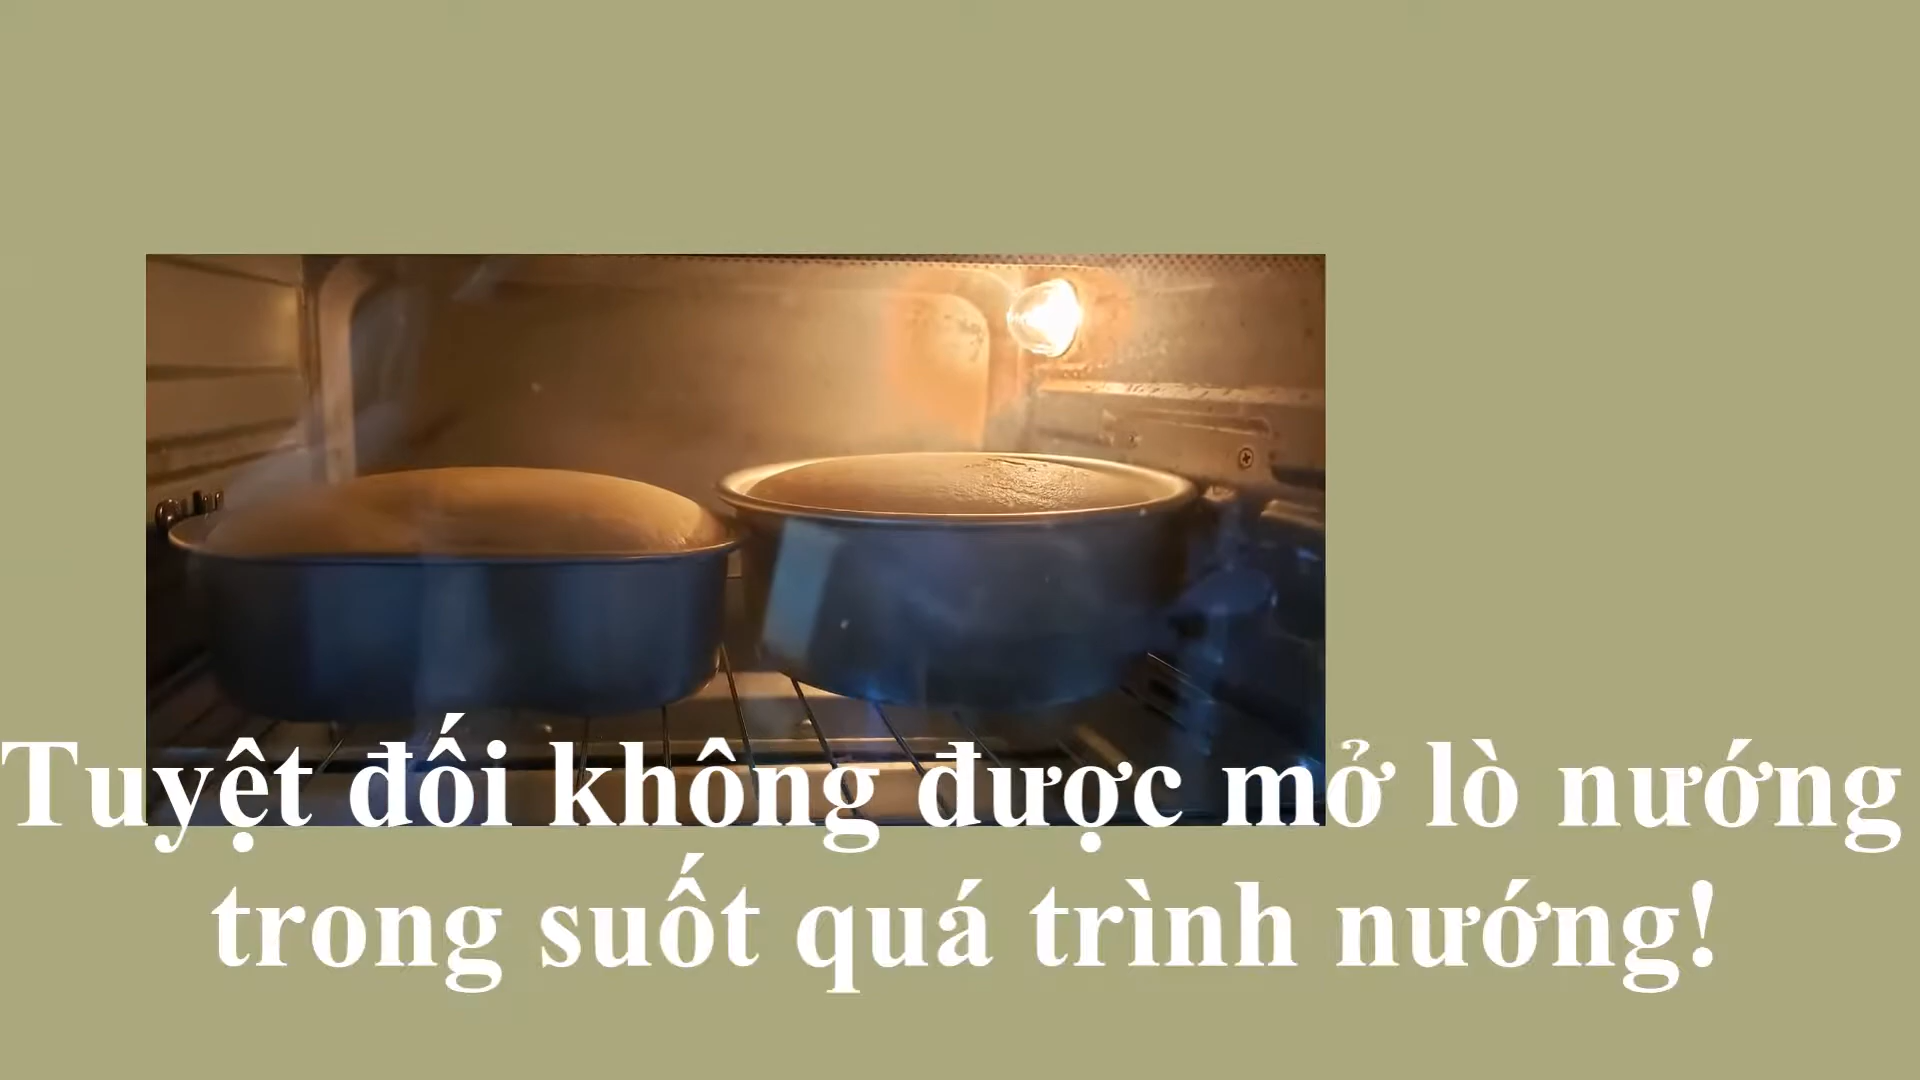 Tuyệt đối không được mở lò nướng
trong suốt quá trình nướng!